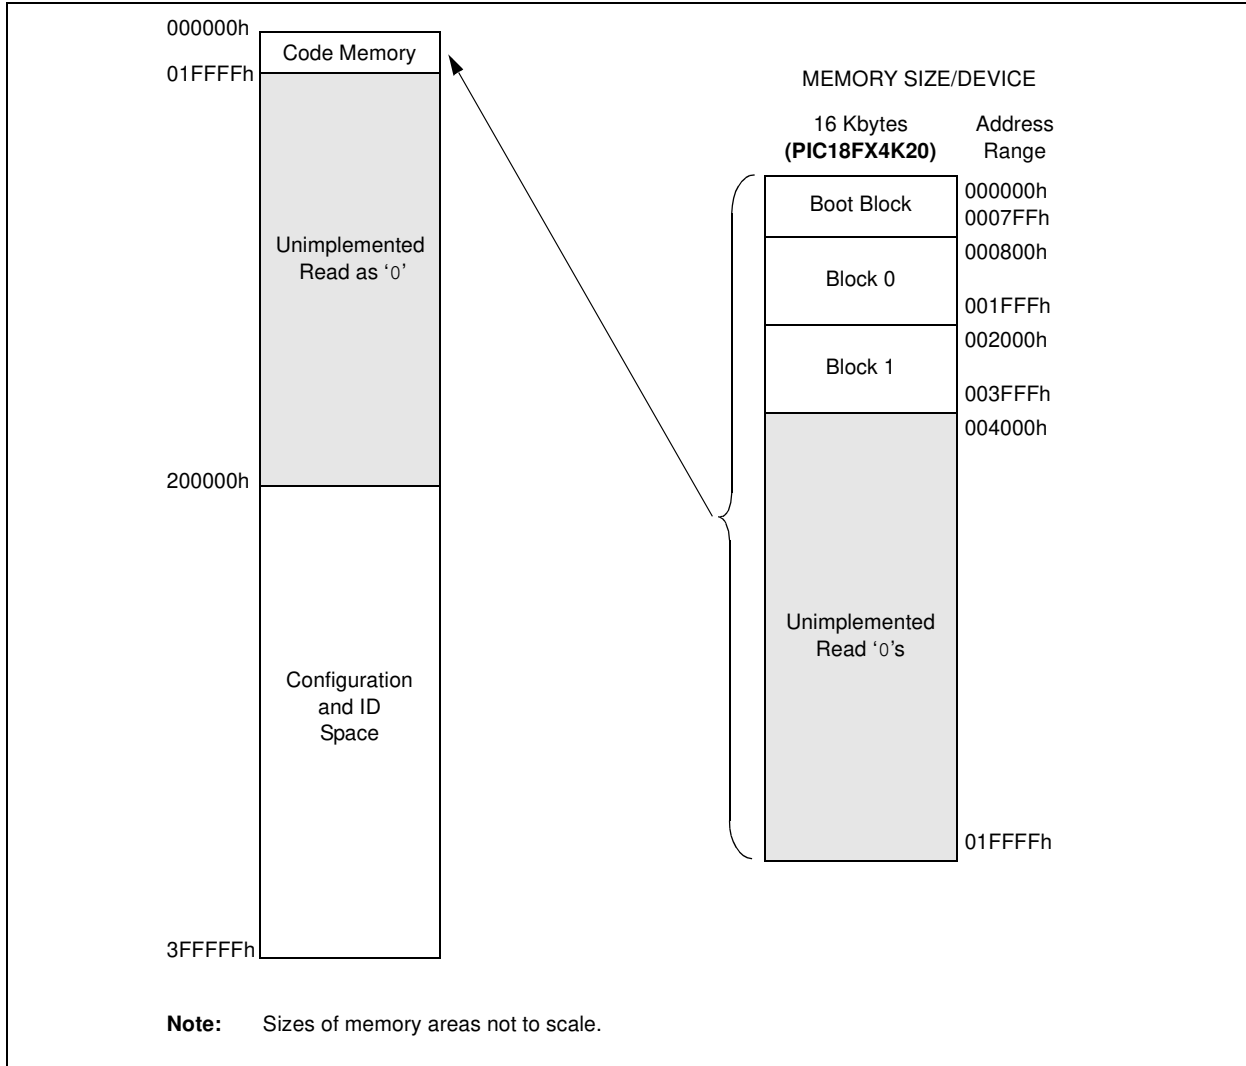 000000h
Code Memory
01FFFFh
Unimplemented
Read as ‘0’
200000h
Configuration
and ID
Space
3FFFFFh
MEMORY SIZE/DEVICE
16 Kbytes
(PIC18FX4K20)
Address
Range
Boot Block
000000h
0007FFh
000800h
Block 0
001FFFh
002000h
Block 1
003FFFh
004000h
Unimplemented
Read ‘0’s
01FFFFh
Note: Sizes of memory areas not to scale.